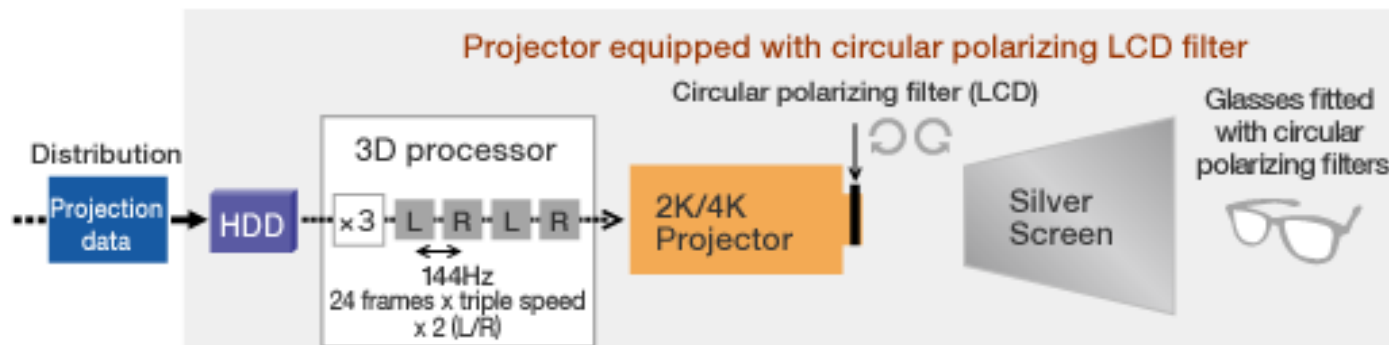 Projector equipped with circular polarizing LCD filter
Distribution
Projection
data
HDD
3D processor
×3 L R L R
144Hz
24 frames x triple speed
x 2 (L/R)
Circular polarizing filter (LCD)
2K/4K
Projector
Silver
Screen
Glasses fitted
with circular
polarizing filters